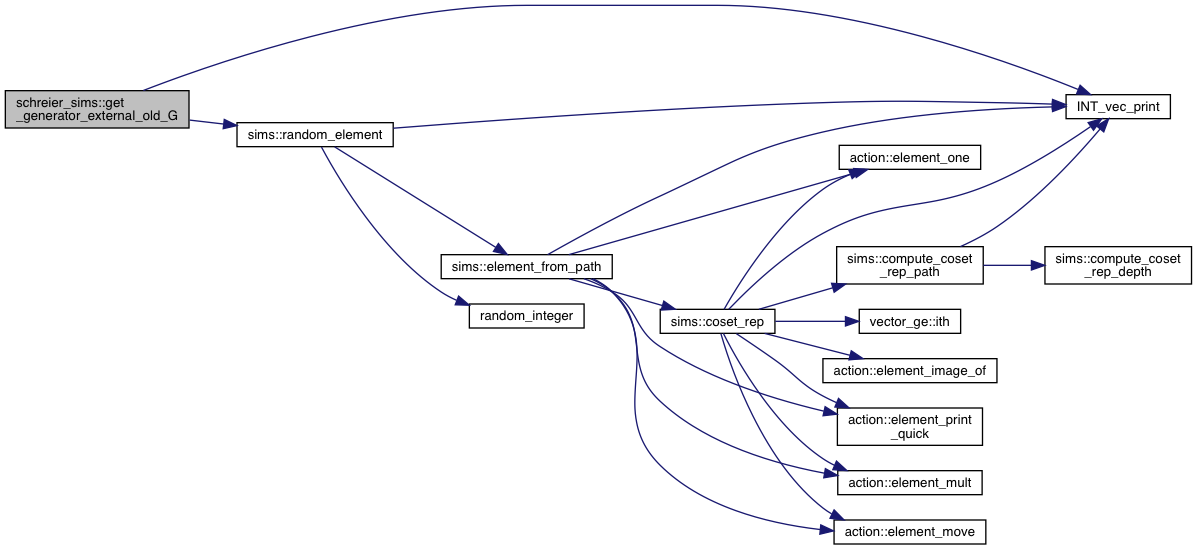 schreier_sims::get
_generator_external_old_G
sims::random_element
INT_vec_print
action::element_one
sims::element_from_path
random_integer
sims::coset_rep
sims::compute_coset
_rep_path
sims::compute_coset
_rep_depth
vector_ge::ith
action::element_image_of
action::element_print
_quick
action::element_mult
action::element_move